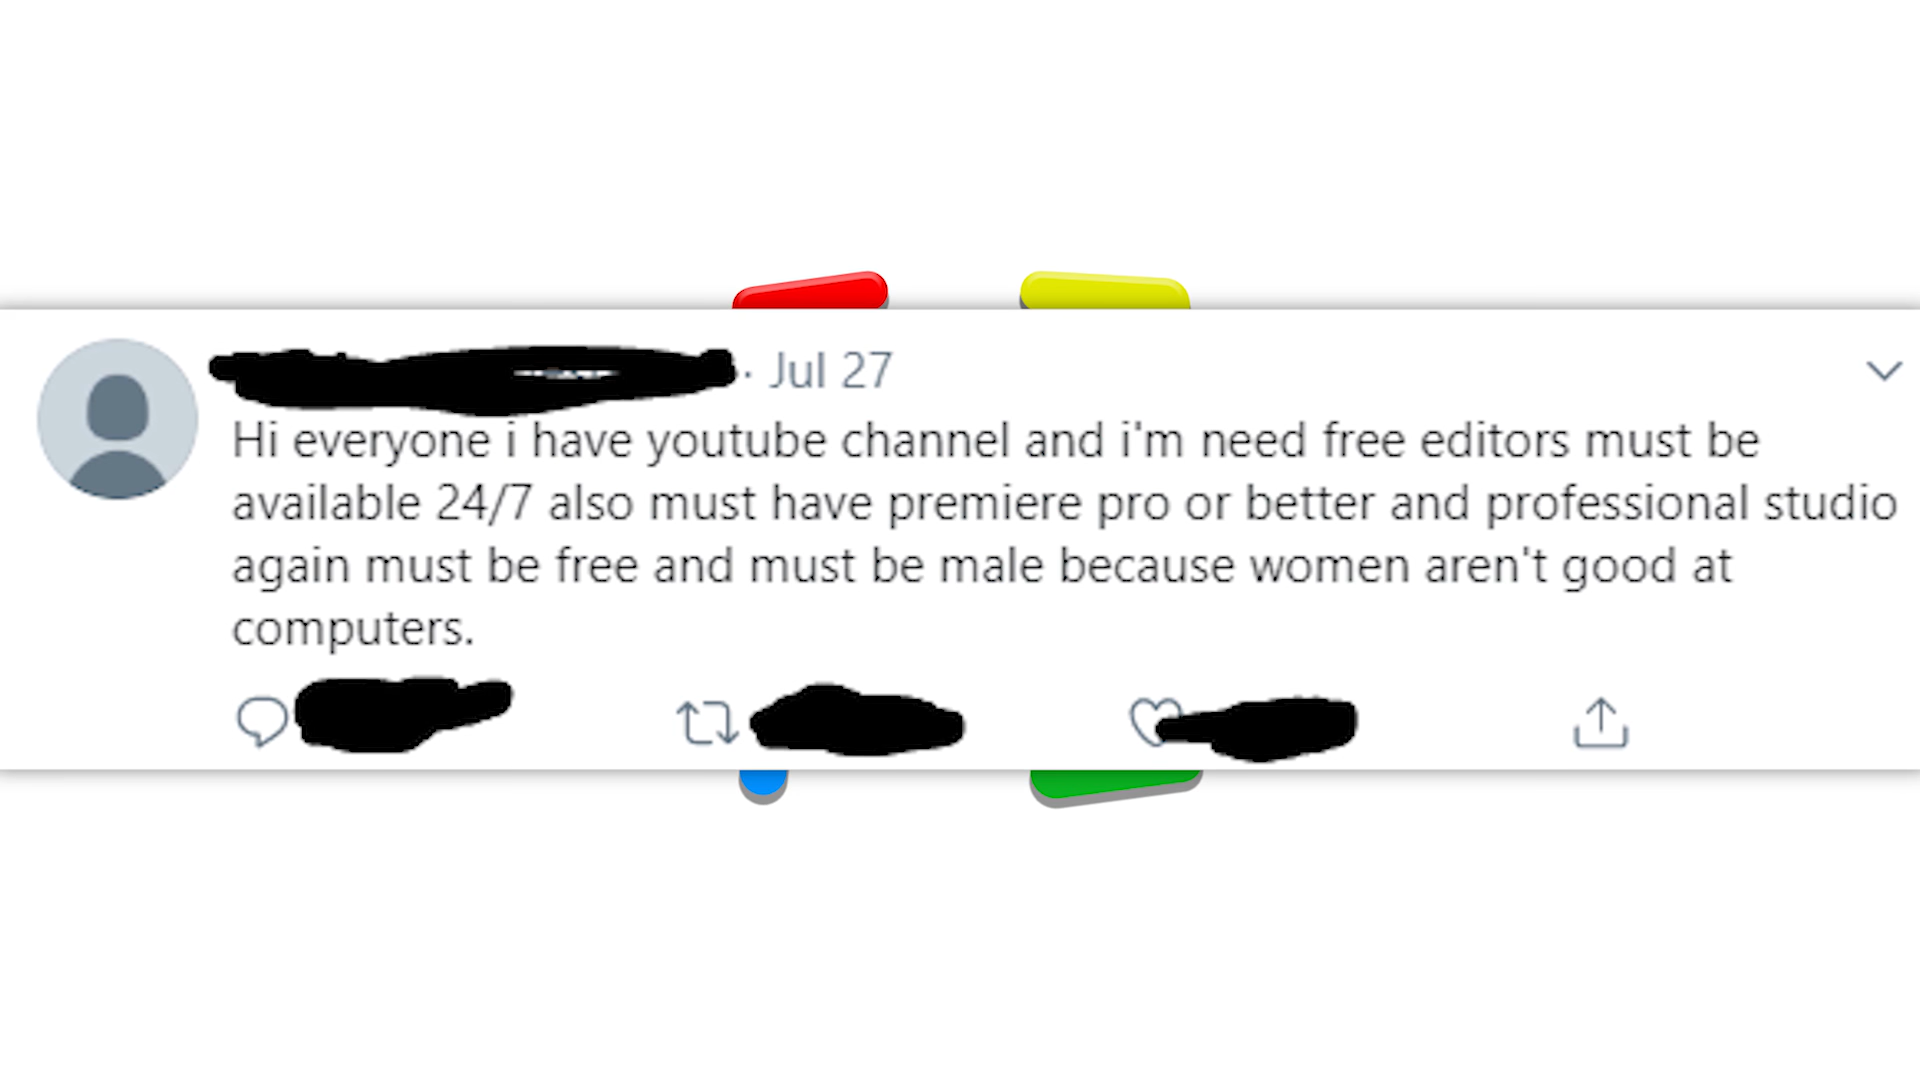 · Jul 27
Hi everyone i have youtube channel and i'm need free editors must be
available 24/7 also must have premiere pro or better and professional studio
again must be free and must be male because women aren't good at
computers.